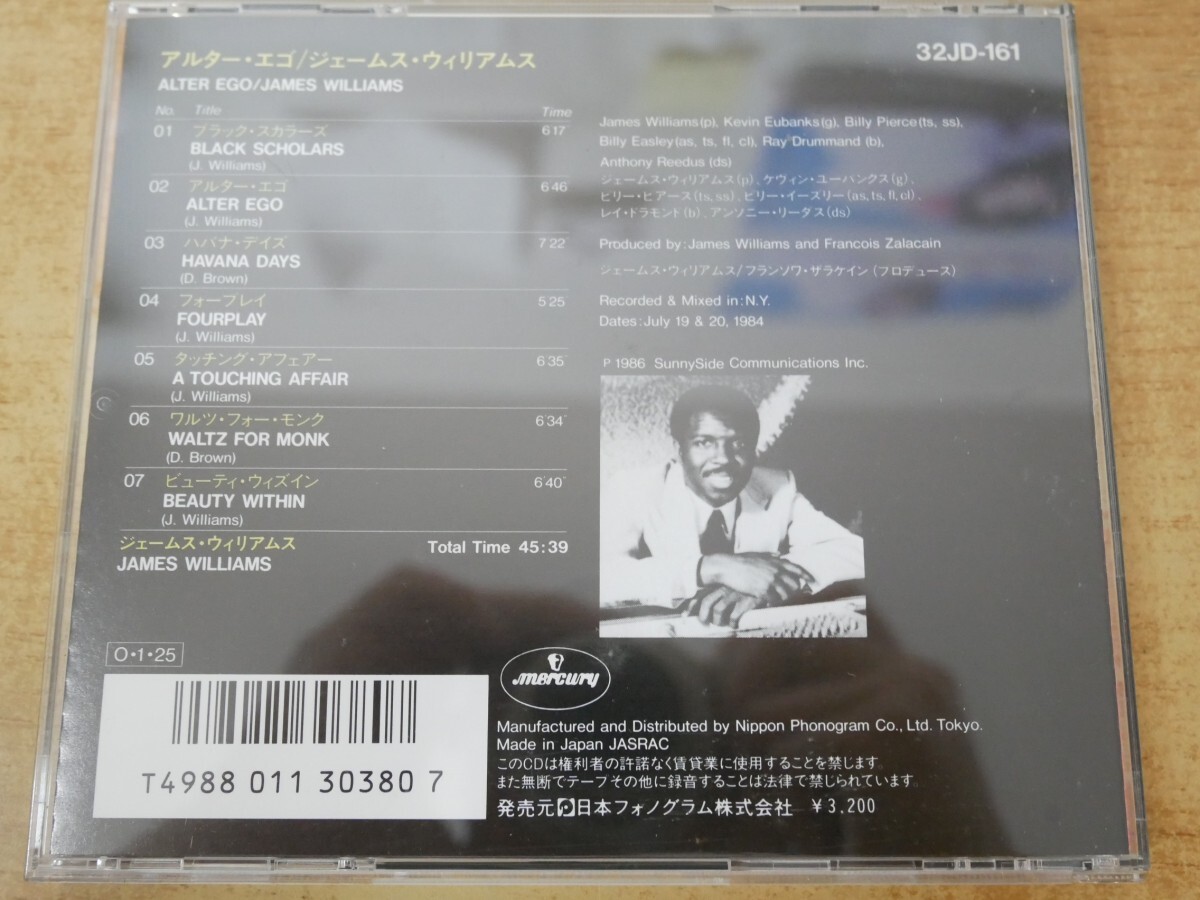 アルター・エゴ/ジェームス・ウィリアムス
ALTER EGO/JAMES WILLIAMS
32JD-161
No. Title Time
01 ブラック・スカラーズ 6'17"
BLACK SCHOLARS
(J. Williams)
02 アルター・エゴ 6'46
ALTER EGO
(J. Williams)
03 ハバナ・デイズ 7'22"
HAVANA DAYS
(D. Brown)
04 フォープレイ 5'25
FOURPLAY
(J. Williams)
05 タッチング・アフェアー 6'35"
A TOUCHING AFFAIR
(J. Williams)
06 ワルツ・フォー・モンク 6'34"
WALTZ FOR MONK
(D. Brown)
07 ビューティ・ウィズイン 6'40"
BEAUTY WITHIN
(J. Williams)
ジェームス・ウィリアムス
JAMES WILLIAMS
Total Time 45:39
James Williams(p), Kevin Eubanks(g), Billy Pierce(ts, ss),
Billy Easley(as, ts, fl, cl), Ray Drummand (b),
Anthony Reedus (ds)
ジェームス・ウィリアムス(p)、ケヴィン・ユーバンクス(g)、
ビリー・ピアース(ts, ss)、ビリー・イーズリー(as, ts, fl, cl)、
レイ・ドラモンド(b)、アンソニー・リーダス(ds)
Produced by: James Williams and Francois Zalacain
ジェームス・ウィリアムス/フランソワ・ザラケイン (プロデュース)
Recorded & Mixed in: N.Y.
Dates: July 19 & 20, 1984
P 1986 SunnySide Communications Inc.
O・1・25
T4988 011 30380 7
mercury
Manufactured and Distributed by Nippon Phonogram Co., Ltd. Tokyo.
Made in Japan JASRAC
このCDは権利者の許諾なく賃貸業に使用することを禁じます。
また無断でテープその他に録音することは法律で禁じられています。
発売元 日本フォノグラム株式会社 ¥3,200